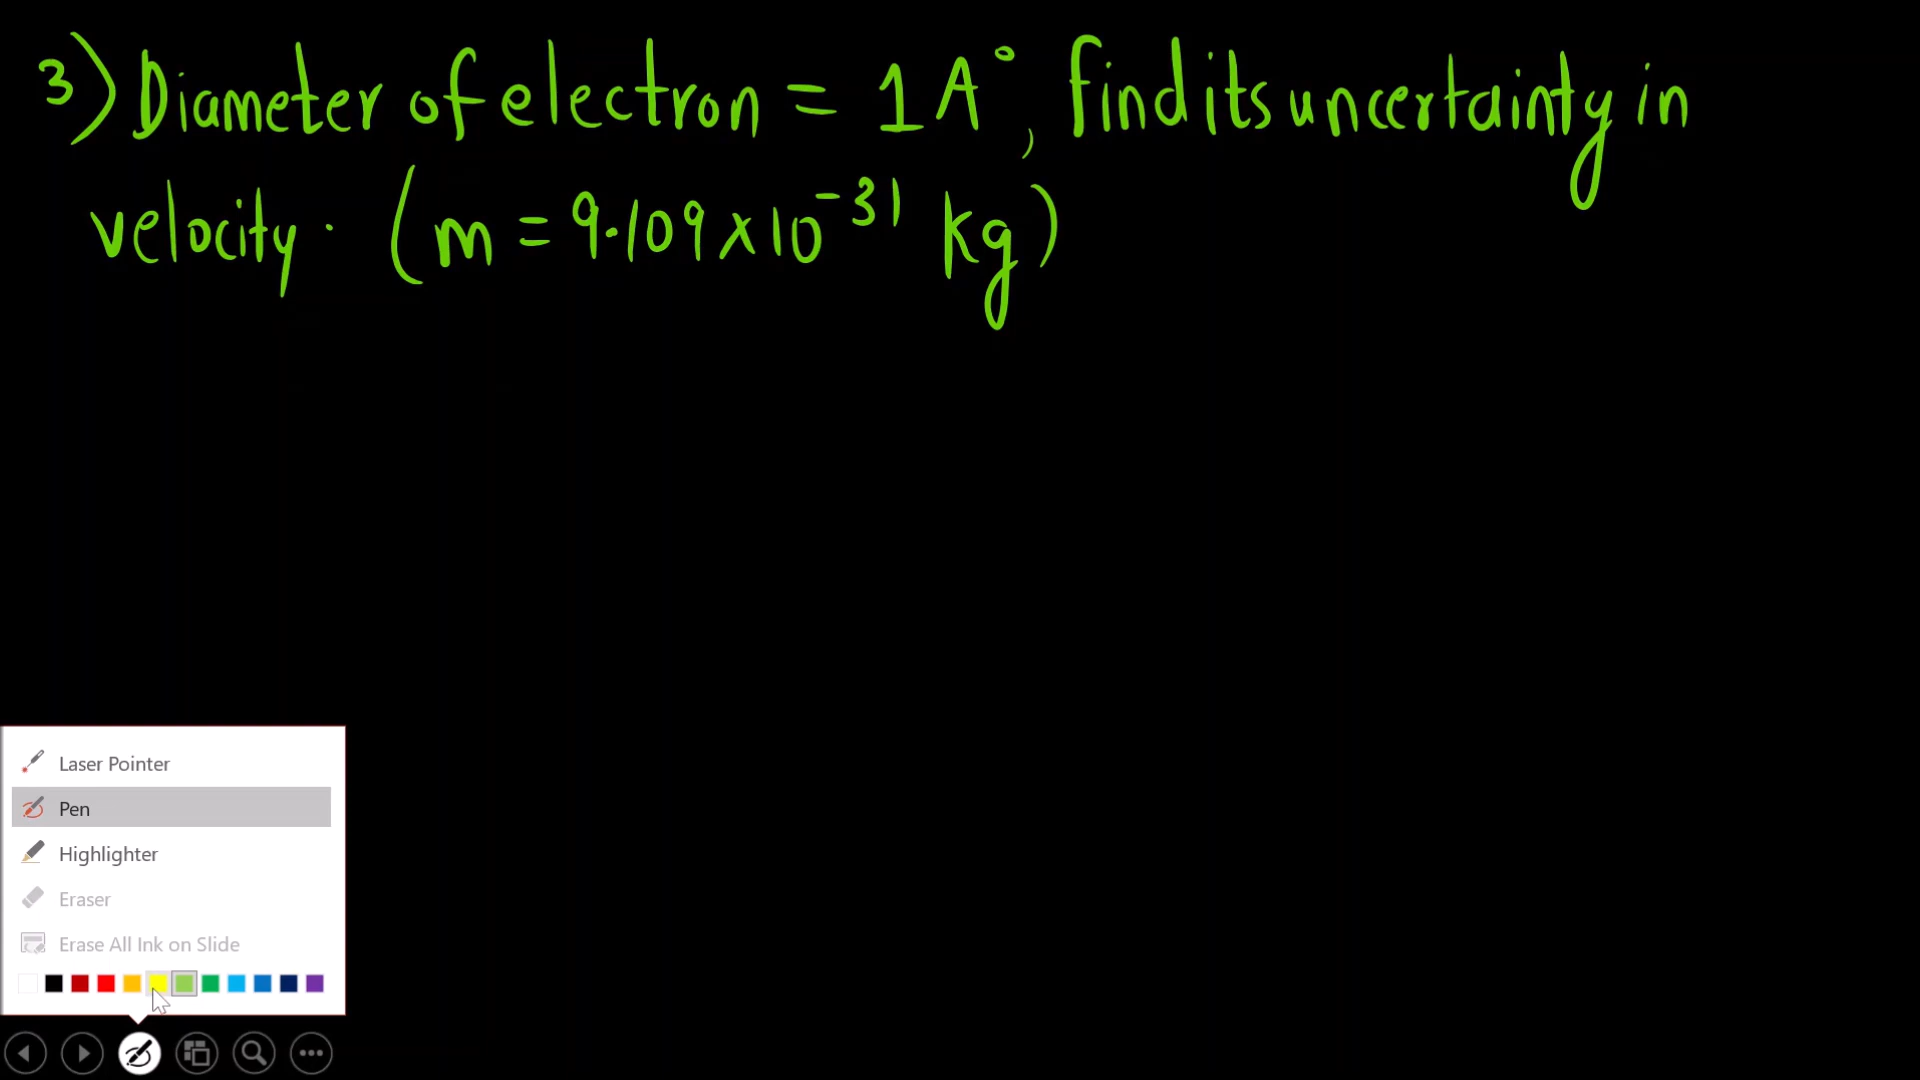 3) Diameter of electron = 1 A°, find its uncertainty in
velocity. (m = 9.109 x 10⁻³¹ kg)
Laser Pointer
Pen
Highlighter
Eraser
Erase All Ink on Slide